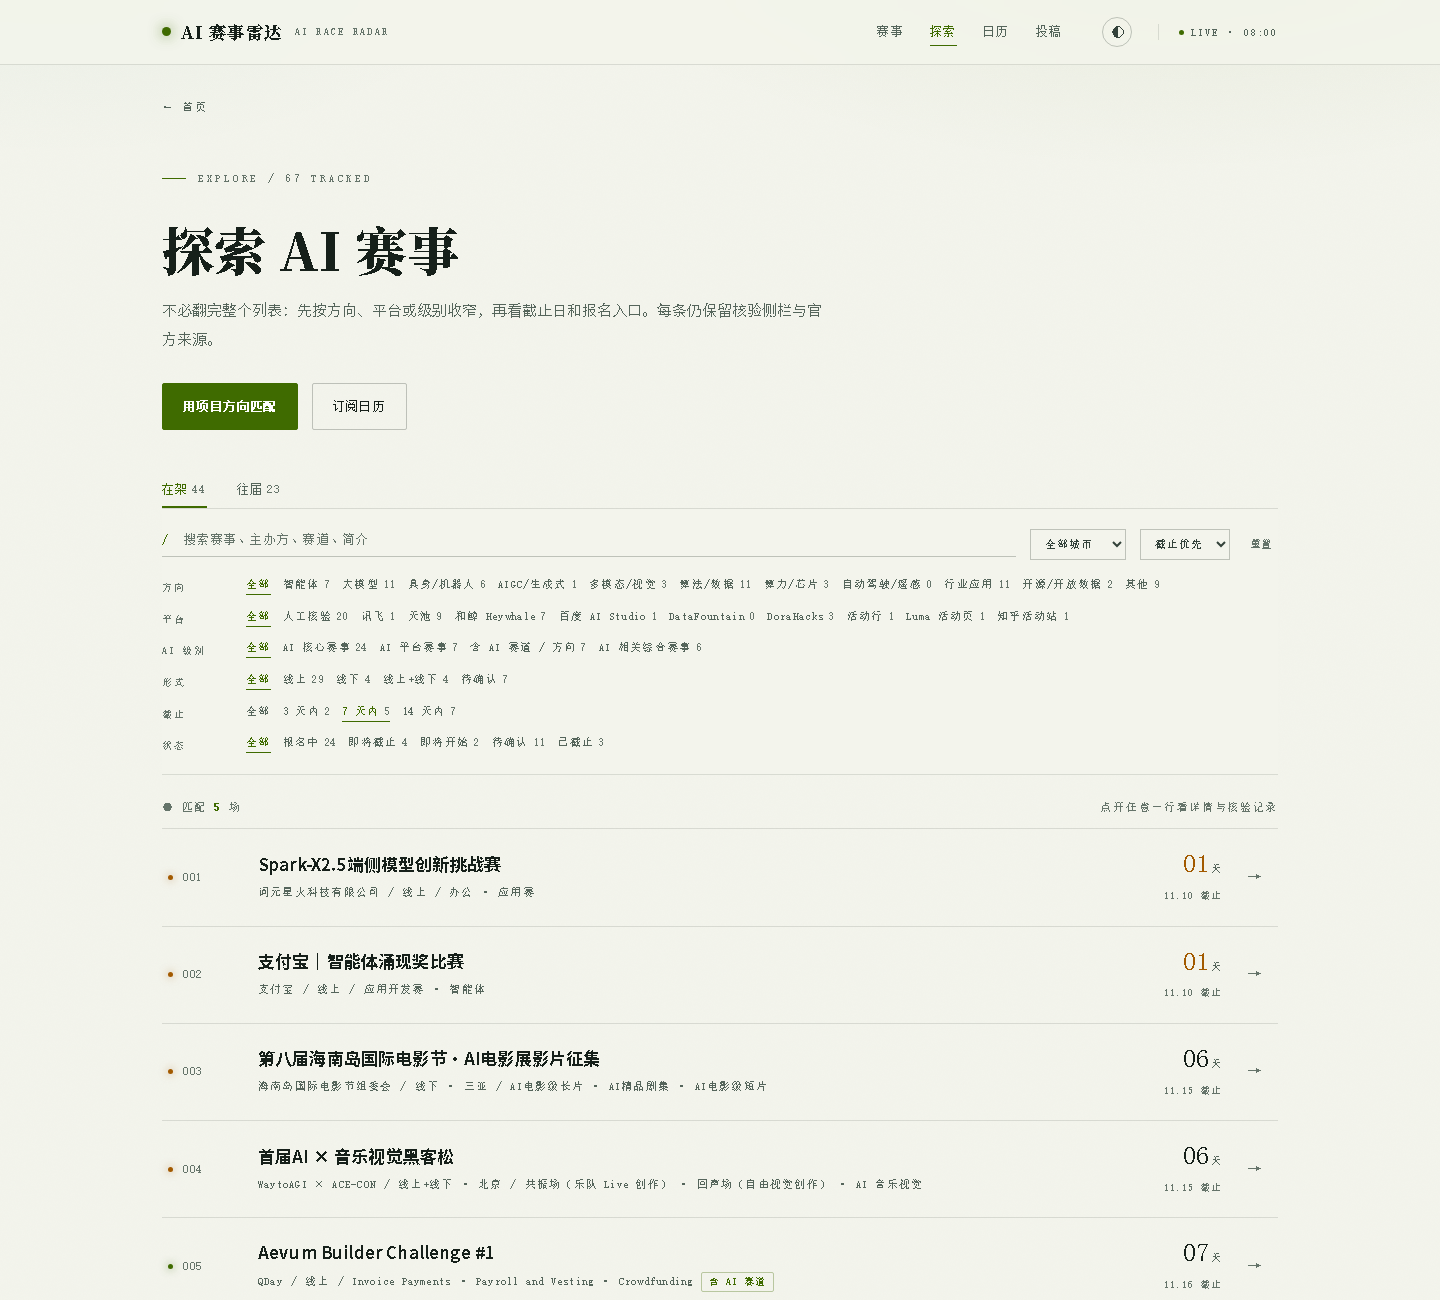 AI 赛事雷达 AI RACE RADAR
赛事 探索 日历 投稿 LIVE · 08:00
← 首页
EXPLORE / 67 TRACKED
探索 AI 赛事
不必翻完整个列表：先按方向、平台或级别收窄，再看截止日和报名入口。每条仍保留核验侧栏与官
方来源。
用项目方向匹配 订阅日历
在架 44 往届 23
/ 搜索赛事、主办方、赛道、简介 全部城市 截止优先 重置
方向 全部 智能体 7 大模型 11 具身/机器人 6 AIGC/生成式 1 多模态/视觉 3 算法/数据 11 算力/芯片 3 自动驾驶/遥感 0 行业应用 11 开源/开放数据 2 其他 9
平台 全部 人工核验 20 讯飞 1 天池 9 和鲸 Heywhale 7 百度 AI Studio 1 DataFountain 0 DoraHacks 3 活动行 1 Luma 活动页 1 知乎活动站 1
AI 级别 全部 AI 核心赛事 24 AI 平台赛事 7 含 AI 赛道 / 方向 7 AI 相关综合赛事 6
形式 全部 线上 29 线下 4 线上+线下 4 待确认 7
截止 全部 3 天内 2 7 天内 5 14 天内 7
状态 全部 报名中 24 即将截止 4 即将开始 2 待确认 11 已截止 3
匹配 5 场 点开任意一行看详情与核验记录
001 Spark-X2.5端侧模型创新挑战赛 01 天 →
词元星火科技有限公司 / 线上 / 办公 · 应用赛 11.10 截止
002 支付宝｜智能体涌现奖比赛 01 天 →
支付宝 / 线上 / 应用开发赛 · 智能体 11.10 截止
003 第八届海南岛国际电影节·AI电影展影片征集 06 天 →
海南岛国际电影节组委会 / 线下 · 三亚 / AI电影级长片 · AI精品剧集 · AI电影级短片 11.15 截止
004 首届AI × 音乐视觉黑客松 06 天 →
WaytoAGI × ACE-CON / 线上+线下 · 北京 / 共振场（乐队 Live 创作） · 回声场（自由视觉创作） · AI 音乐视觉 11.15 截止
005 Aevum Builder Challenge #1 07 天 →
QDay / 线上 / Invoice Payments · Payroll and Vesting · Crowdfunding 含 AI 赛道 11.16 截止